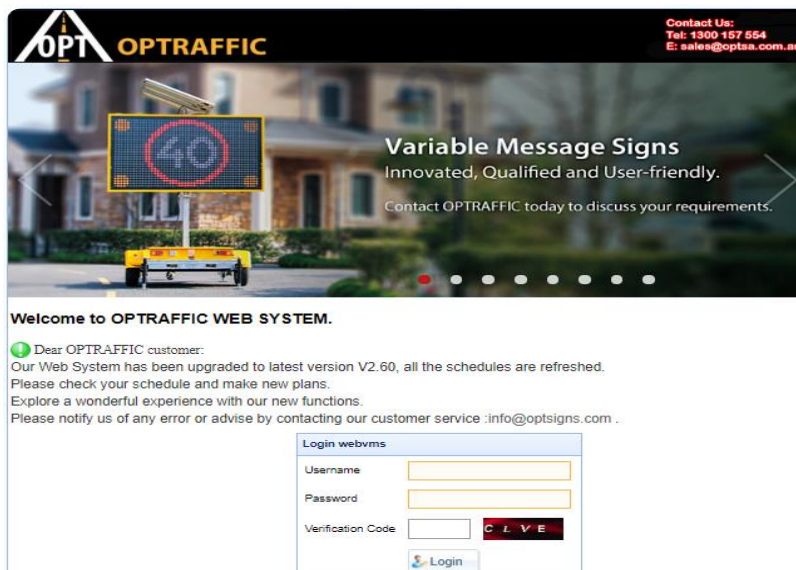 OPT OPTRAFFIC
Contact Us:
Tel: 1300 157 554
E: sales@optsa.com.au
40
Variable Message Signs
Innovated, Qualified and User-friendly.
Contact OPTRAFFIC today to discuss your requirements.
Welcome to OPTRAFFIC WEB SYSTEM.
Dear OPTRAFFIC customer:
Our Web System has been upgraded to latest version V2.60, all the schedules are refreshed.
Please check your schedule and make new plans.
Explore a wonderful experience with our new functions.
Please notify us of any error or advise by contacting our customer service :info@optsigns.com .
Login webvms
Username
Password
Verification Code C L V E
Login